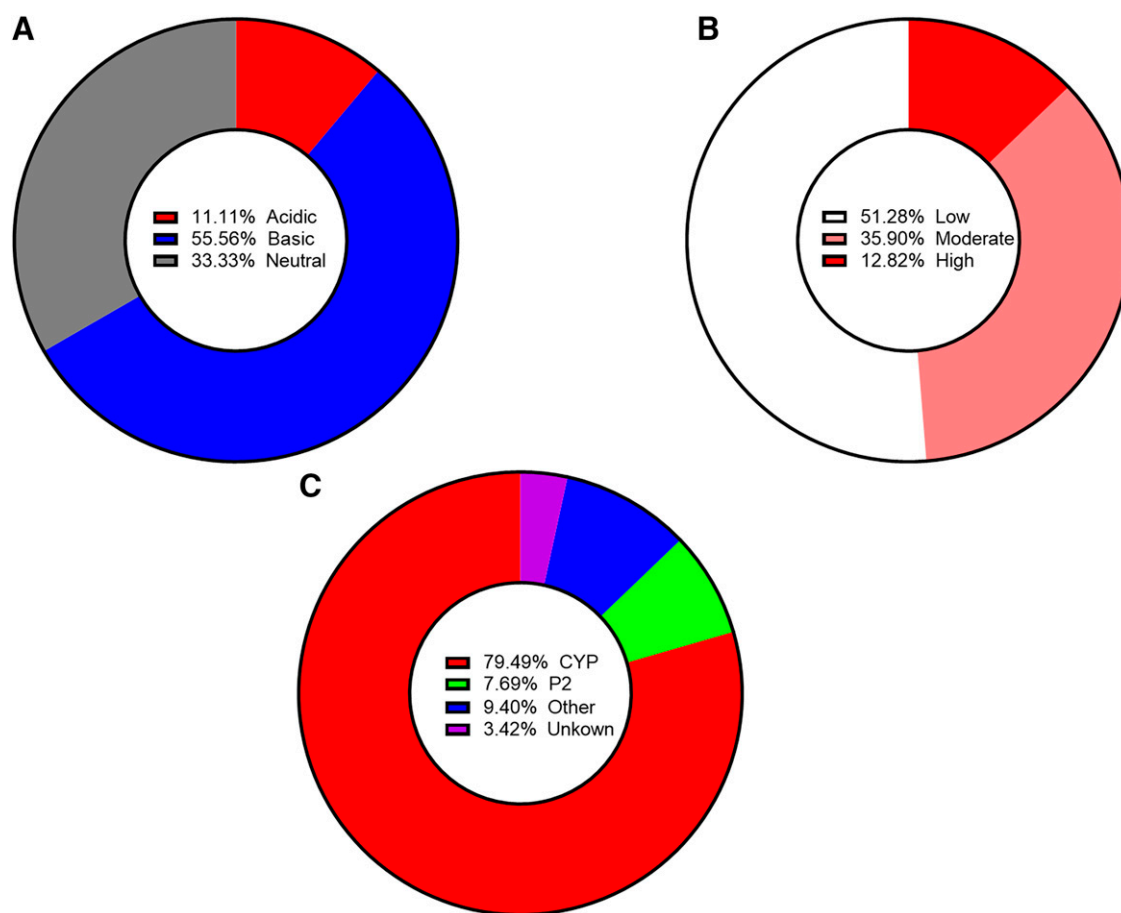 A
11.11% Acidic
55.56% Basic
33.33% Neutral
B
51.28% Low
35.90% Moderate
12.82% High
C
79.49% CYP
7.69% P2
9.40% Other
3.42% Unkown